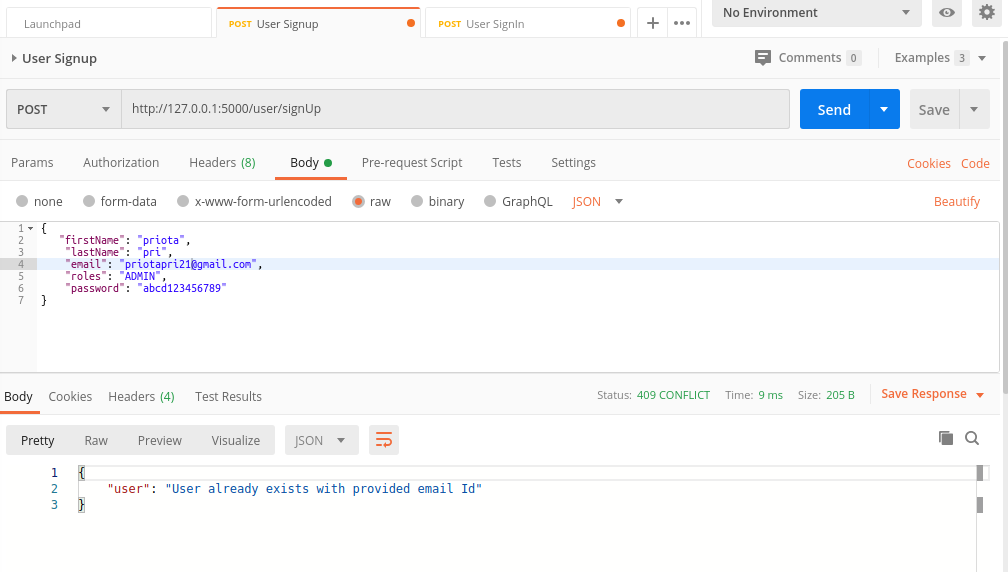 Launchpad
POST User Signup
POST User SignIn
No Environment
User Signup
Comments 0
Examples 3
POST
http://127.0.0.1:5000/user/signUp
Send
Save
Params Authorization Headers (8) Body Pre-request Script Tests Settings Cookies Code
none form-data x-www-form-urlencoded raw binary GraphQL JSON Beautify
1 {
2 "firstName": "priota",
3 "lastName": "pri",
4 "email": "priotapri21@gmail.com",
5 "roles": "ADMIN",
6 "password": "abcd123456789"
7 }
Body Cookies Headers (4) Test Results Status: 409 CONFLICT Time: 9 ms Size: 205 B Save Response
Pretty Raw Preview Visualize JSON
1 {
2 "user": "User already exists with provided email Id"
3 }